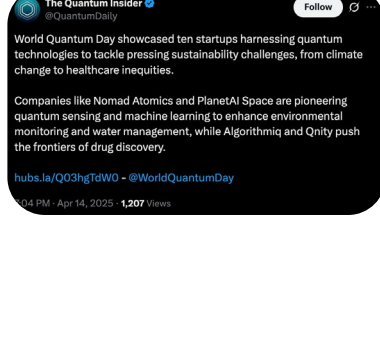 The Quantum Insider
Follow
@QuantumDaily
World Quantum Day showcased ten startups harnessing quantum
technologies to tackle pressing sustainability challenges, from climate
change to healthcare inequities.
Companies like Nomad Atomics and PlanetAI Space are pioneering
quantum sensing and machine learning to enhance environmental
monitoring and water management, while Algorithmiq and Qnity push
the frontiers of drug discovery.
hubs.la/Q03hgTdW0 - @WorldQuantumDay
:04 PM · Apr 14, 2025 · 1,207 Views